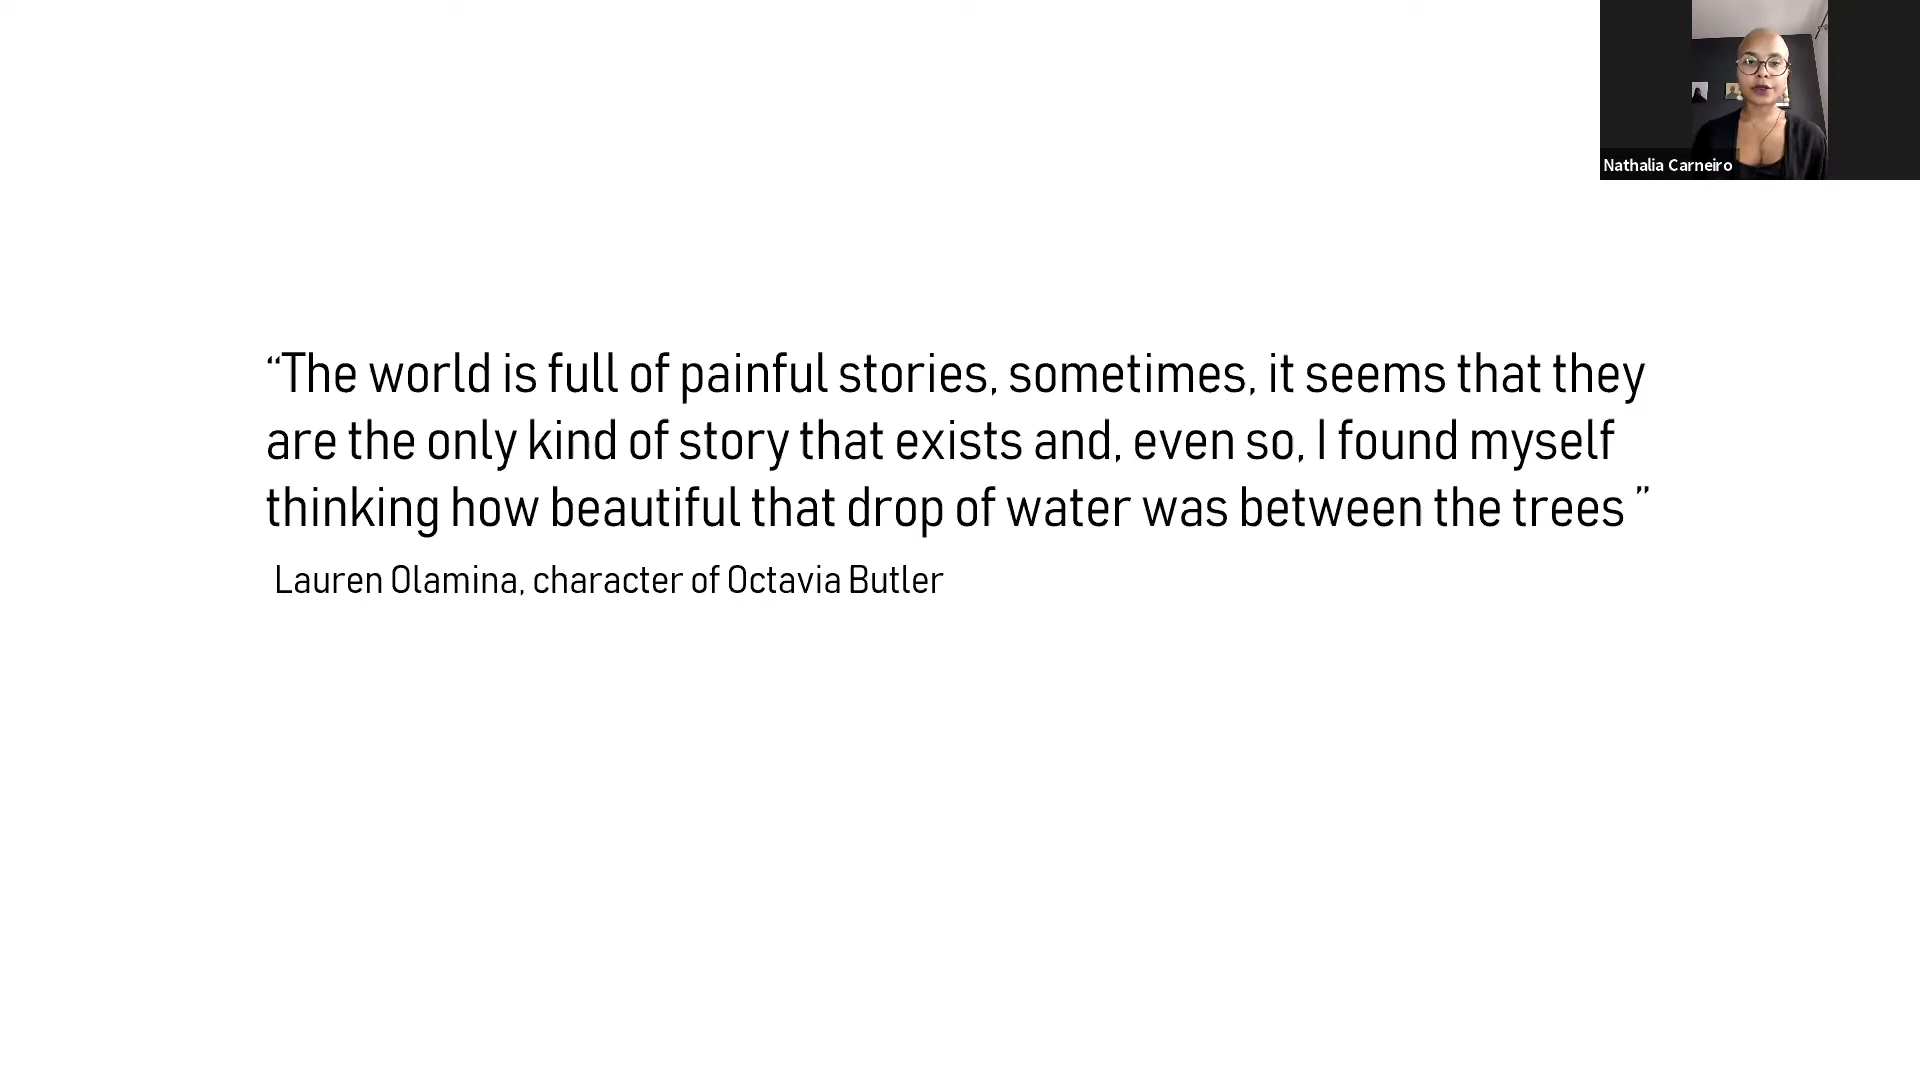 Nathalia Carneiro
“The world is full of painful stories, sometimes, it seems that they
are the only kind of story that exists and, even so, I found myself
thinking how beautiful that drop of water was between the trees ”
Lauren Olamina, character of Octavia Butler